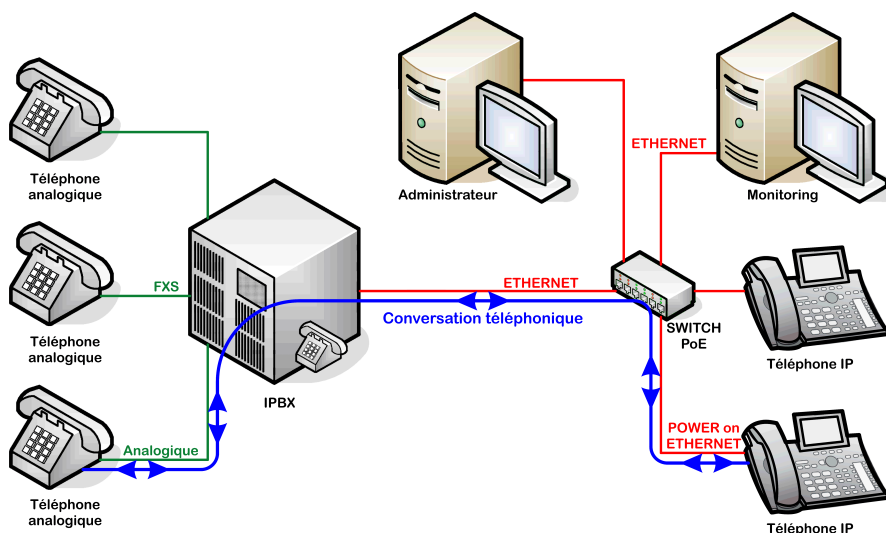 Téléphone
analogique
Administrateur
ETHERNET
Monitoring
FXS
Téléphone
analogique
ETHERNET
Conversation téléphonique
SWITCH
PoE
Téléphone IP
IPBX
Analogique
POWER on
ETHERNET
Téléphone
analogique
Téléphone IP